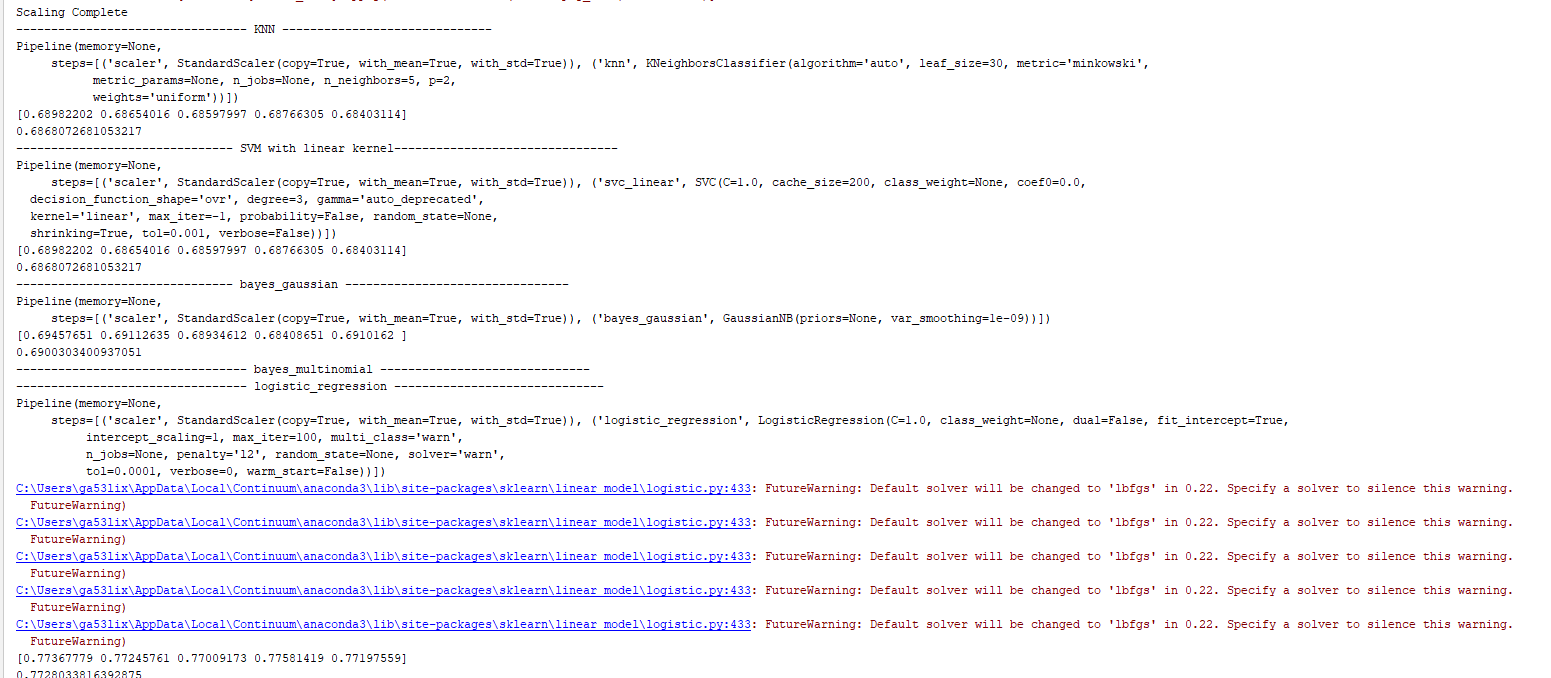 Scaling Complete
--------------------------------- KNN ------------------------------
Pipeline(memory=None,
     steps=[('scaler', StandardScaler(copy=True, with_mean=True, with_std=True)), ('knn', KNeighborsClassifier(algorithm='auto', leaf_size=30, metric='minkowski',
           metric_params=None, n_jobs=None, n_neighbors=5, p=2,
           weights='uniform'))])
[0.68982202 0.68654016 0.68597997 0.68766305 0.68403114]
0.6868072681053217
------------------------------- SVM with linear kernel--------------------------------
Pipeline(memory=None,
     steps=[('scaler', StandardScaler(copy=True, with_mean=True, with_std=True)), ('svc_linear', SVC(C=1.0, cache_size=200, class_weight=None, coef0=0.0,
  decision_function_shape='ovr', degree=3, gamma='auto_deprecated',
  kernel='linear', max_iter=-1, probability=False, random_state=None,
  shrinking=True, tol=0.001, verbose=False))])
[0.68982202 0.68654016 0.68597997 0.68766305 0.68403114]
0.6868072681053217
------------------------------- bayes_gaussian --------------------------------
Pipeline(memory=None,
     steps=[('scaler', StandardScaler(copy=True, with_mean=True, with_std=True)), ('bayes_gaussian', GaussianNB(priors=None, var_smoothing=1e-09))])
[0.69457651 0.69112635 0.68934612 0.68408651 0.6910162 ]
0.6900303400937051
--------------------------------- bayes_multinomial ------------------------------
--------------------------------- logistic_regression ------------------------------
Pipeline(memory=None,
     steps=[('scaler', StandardScaler(copy=True, with_mean=True, with_std=True)), ('logistic_regression', LogisticRegression(C=1.0, class_weight=None, dual=False, fit_intercept=True,
          intercept_scaling=1, max_iter=100, multi_class='warn',
          n_jobs=None, penalty='l2', random_state=None, solver='warn',
          tol=0.0001, verbose=0, warm_start=False))])
C:\Users\ga53lix\AppData\Local\Continuum\anaconda3\lib\site-packages\sklearn\linear_model\logistic.py:433: FutureWarning: Default solver will be changed to 'lbfgs' in 0.22. Specify a solver to silence this warning.
  FutureWarning)
C:\Users\ga53lix\AppData\Local\Continuum\anaconda3\lib\site-packages\sklearn\linear_model\logistic.py:433: FutureWarning: Default solver will be changed to 'lbfgs' in 0.22. Specify a solver to silence this warning.
  FutureWarning)
C:\Users\ga53lix\AppData\Local\Continuum\anaconda3\lib\site-packages\sklearn\linear_model\logistic.py:433: FutureWarning: Default solver will be changed to 'lbfgs' in 0.22. Specify a solver to silence this warning.
  FutureWarning)
C:\Users\ga53lix\AppData\Local\Continuum\anaconda3\lib\site-packages\sklearn\linear_model\logistic.py:433: FutureWarning: Default solver will be changed to 'lbfgs' in 0.22. Specify a solver to silence this warning.
  FutureWarning)
C:\Users\ga53lix\AppData\Local\Continuum\anaconda3\lib\site-packages\sklearn\linear_model\logistic.py:433: FutureWarning: Default solver will be changed to 'lbfgs' in 0.22. Specify a solver to silence this warning.
  FutureWarning)
[0.77367779 0.77245761 0.77009173 0.77581419 0.77197559]
0.7728033816392875